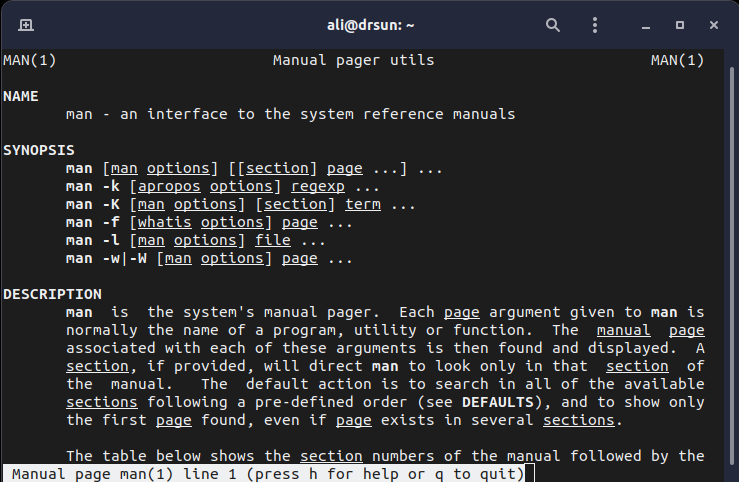 ali@drsun: ~
MAN(1) Manual pager utils MAN(1)
NAME
man - an interface to the system reference manuals
SYNOPSIS
man [man options] [[section] page ...] ...
man -k [apropos options] regexp ...
man -K [man options] [section] term ...
man -f [whatis options] page ...
man -l [man options] file ...
man -w|-W [man options] page ...
DESCRIPTION
man is the system's manual pager. Each page argument given to man is
normally the name of a program, utility or function. The manual page
associated with each of these arguments is then found and displayed. A
section, if provided, will direct man to look only in that section of
the manual. The default action is to search in all of the available
sections following a pre-defined order (see DEFAULTS), and to show only
the first page found, even if page exists in several sections.
The table below shows the section numbers of the manual followed by the
Manual page man(1) line 1 (press h for help or q to quit)